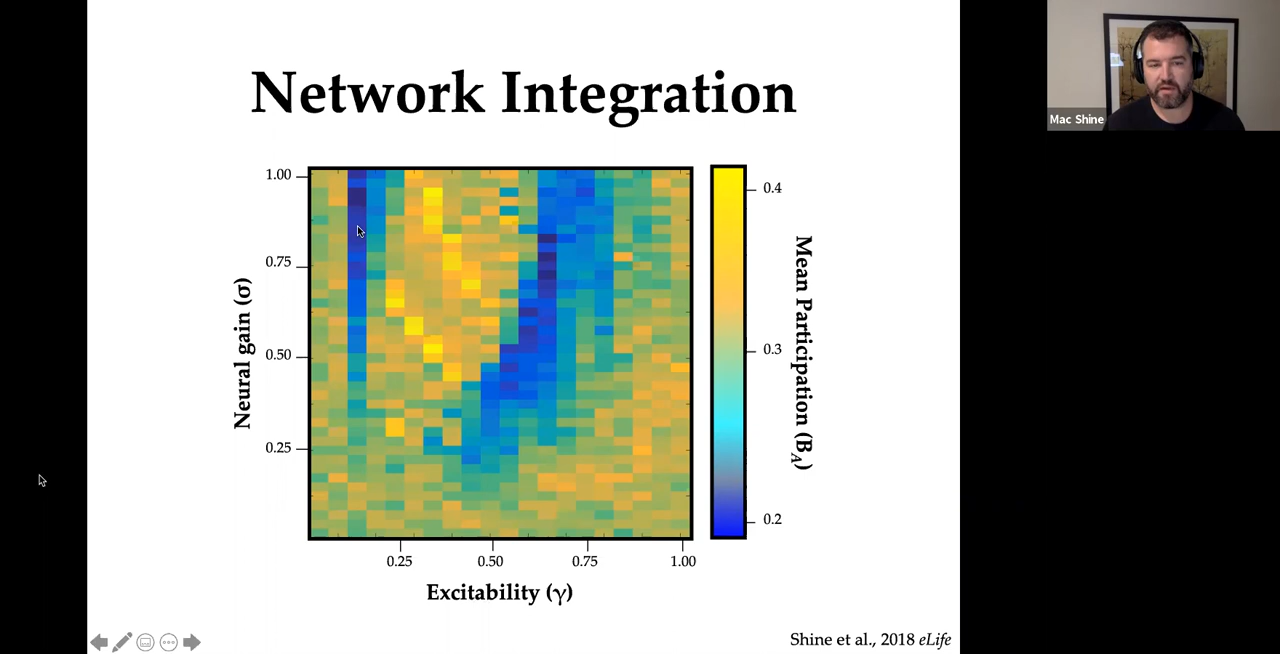 Network Integration
Mac Shine
1.00
0.75
0.50
0.25
Neural gain (σ)
0.25
0.50
0.75
1.00
Excitability (γ)
0.4
0.3
0.2
Mean Participation (B_A)
Shine et al., 2018 eLife